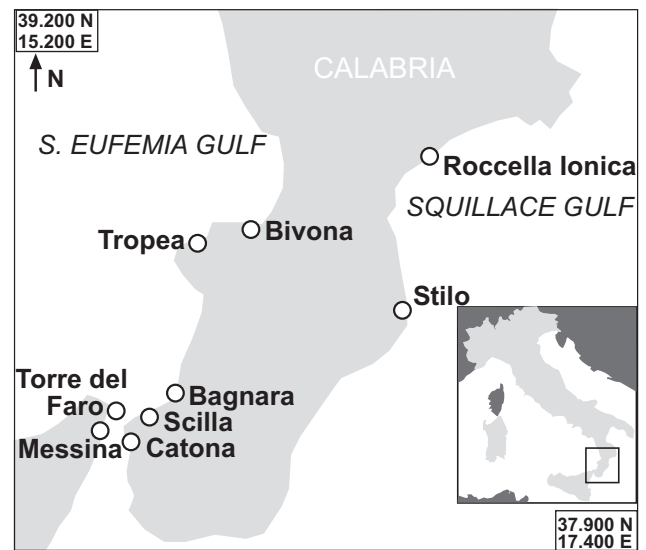 39.200 N
15.200 E
N
CALABRIA
S. EUFEMIA GULF
Roccella Ionica
SQUILLACE GULF
Tropea
Bivona
Stilo
Torre del
Faro
Bagnara
Scilla
Messina
Catona
37.900 N
17.400 E